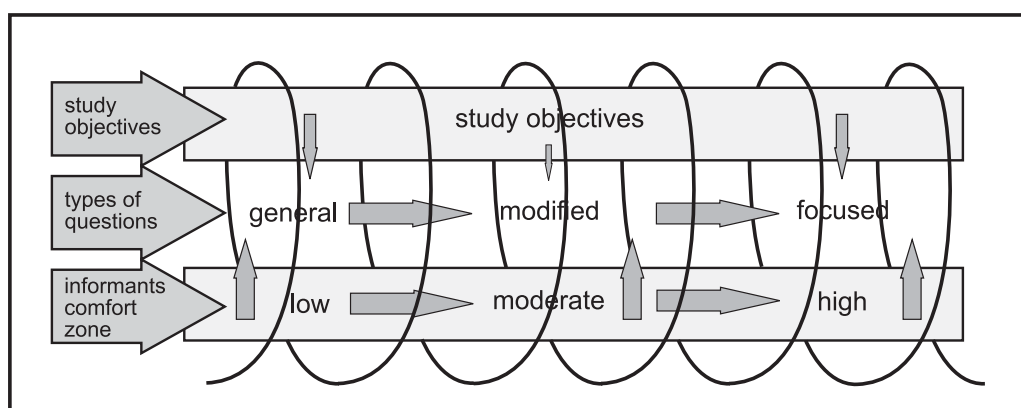 study
objectives
study objectives
types of
questions
general
modified
focused
informants
comfort
zone
low
moderate
high